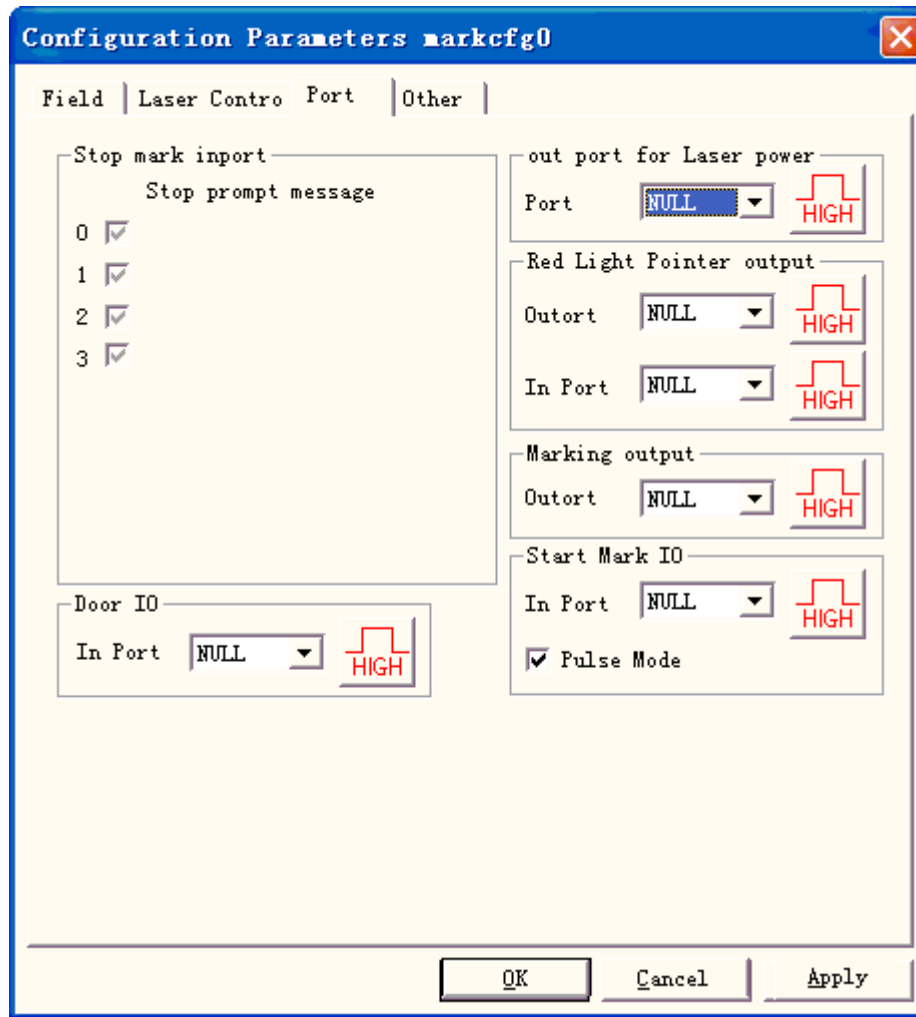 Configuration Parameters markcfg0
Field Laser Contro Port Other
Stop mark inport
Stop prompt message
0
1
2
3
Door IO
In Port NULL HIGH
out port for Laser power
Port NULL HIGH
Red Light Pointer output
Outort NULL HIGH
In Port NULL HIGH
Marking output
Outort NULL HIGH
Start Mark IO
In Port NULL HIGH
Pulse Mode
OK Cancel Apply